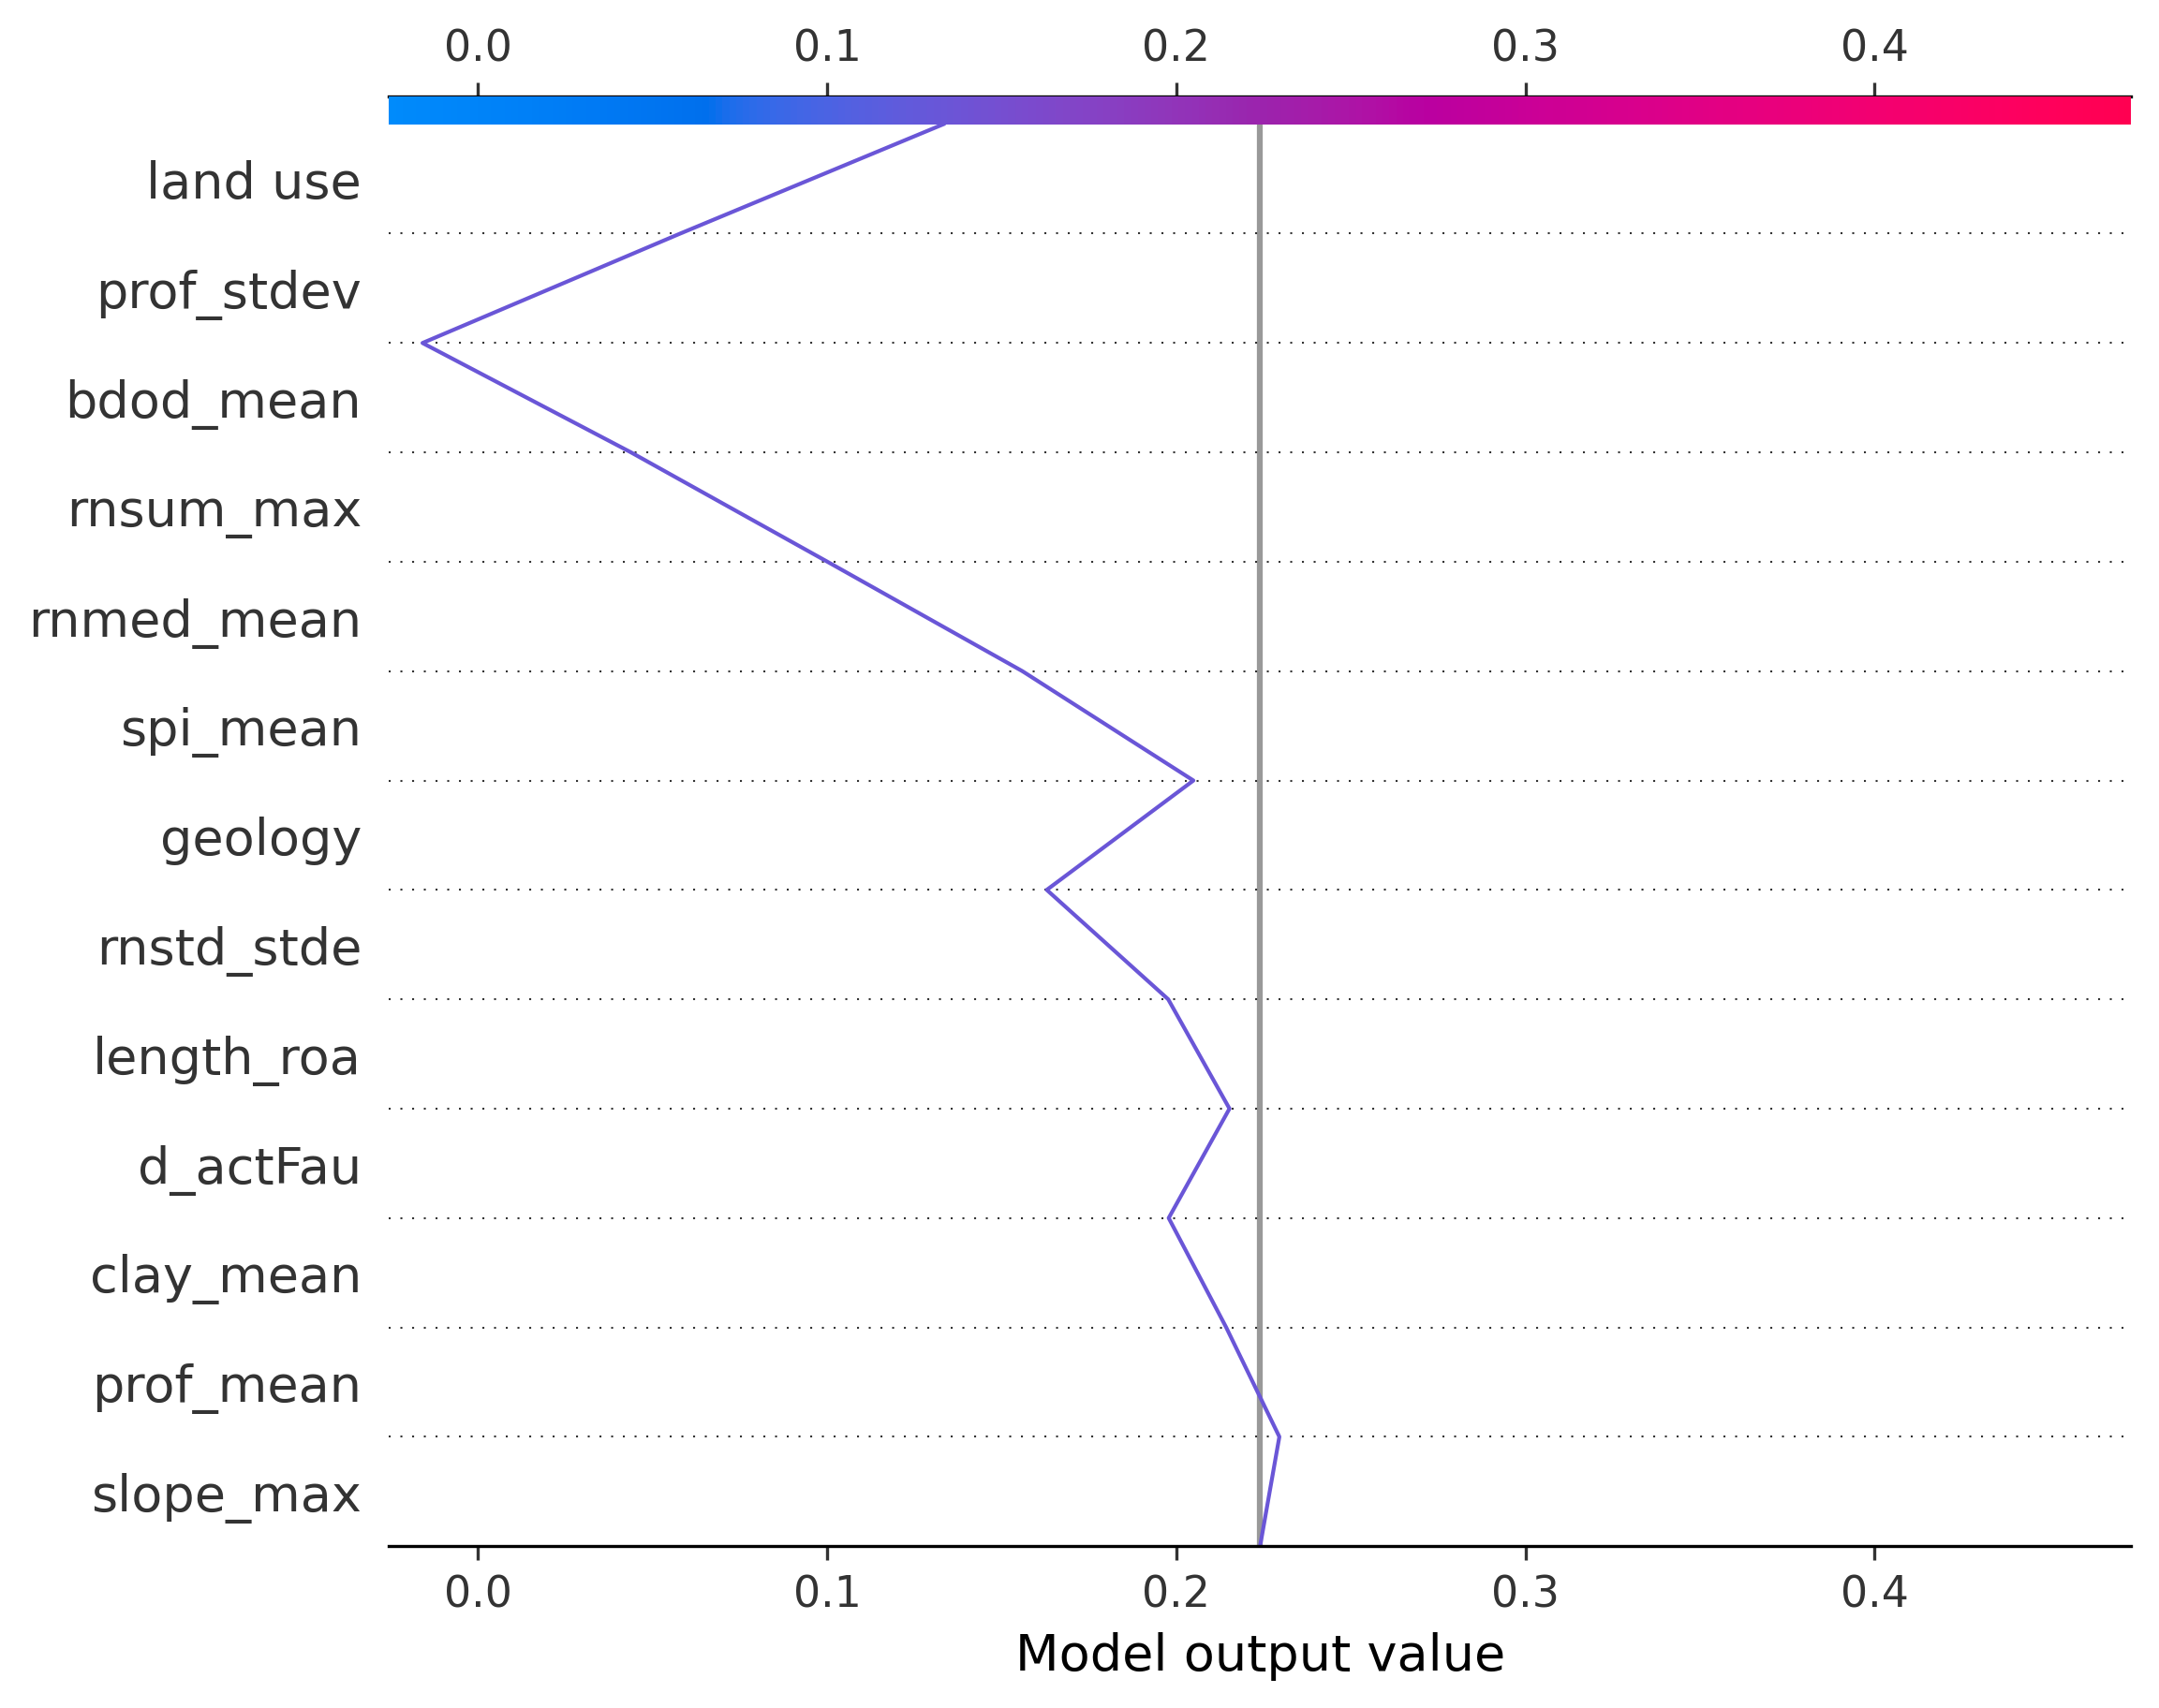 0.0 0.1 0.2 0.3 0.4
land use
prof_stdev
bdod_mean
rnsum_max
rnmed_mean
spi_mean
geology
rnstd_stde
length_roa
d_actFau
clay_mean
prof_mean
slope_max
0.0 0.1 0.2 0.3 0.4
Model output value